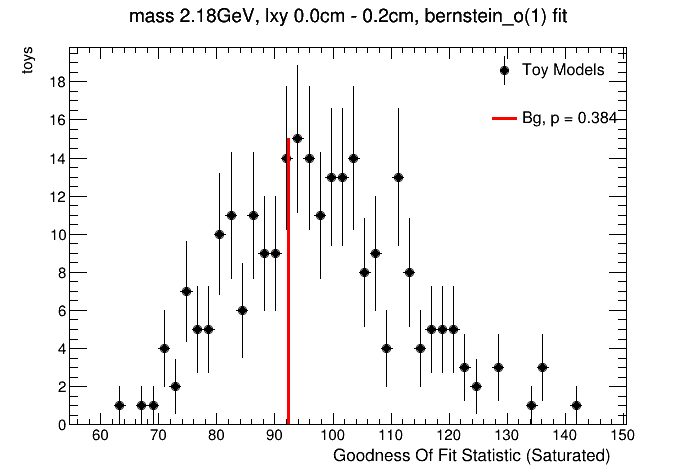 mass 2.18GeV, lxy 0.0cm - 0.2cm, bernstein_o(1) fit
toys
Toy Models
Bg, p = 0.384
18
16
14
12
10
8
6
4
2
0
60 70 80 90 100 110 120 130 140 150
Goodness Of Fit Statistic (Saturated)